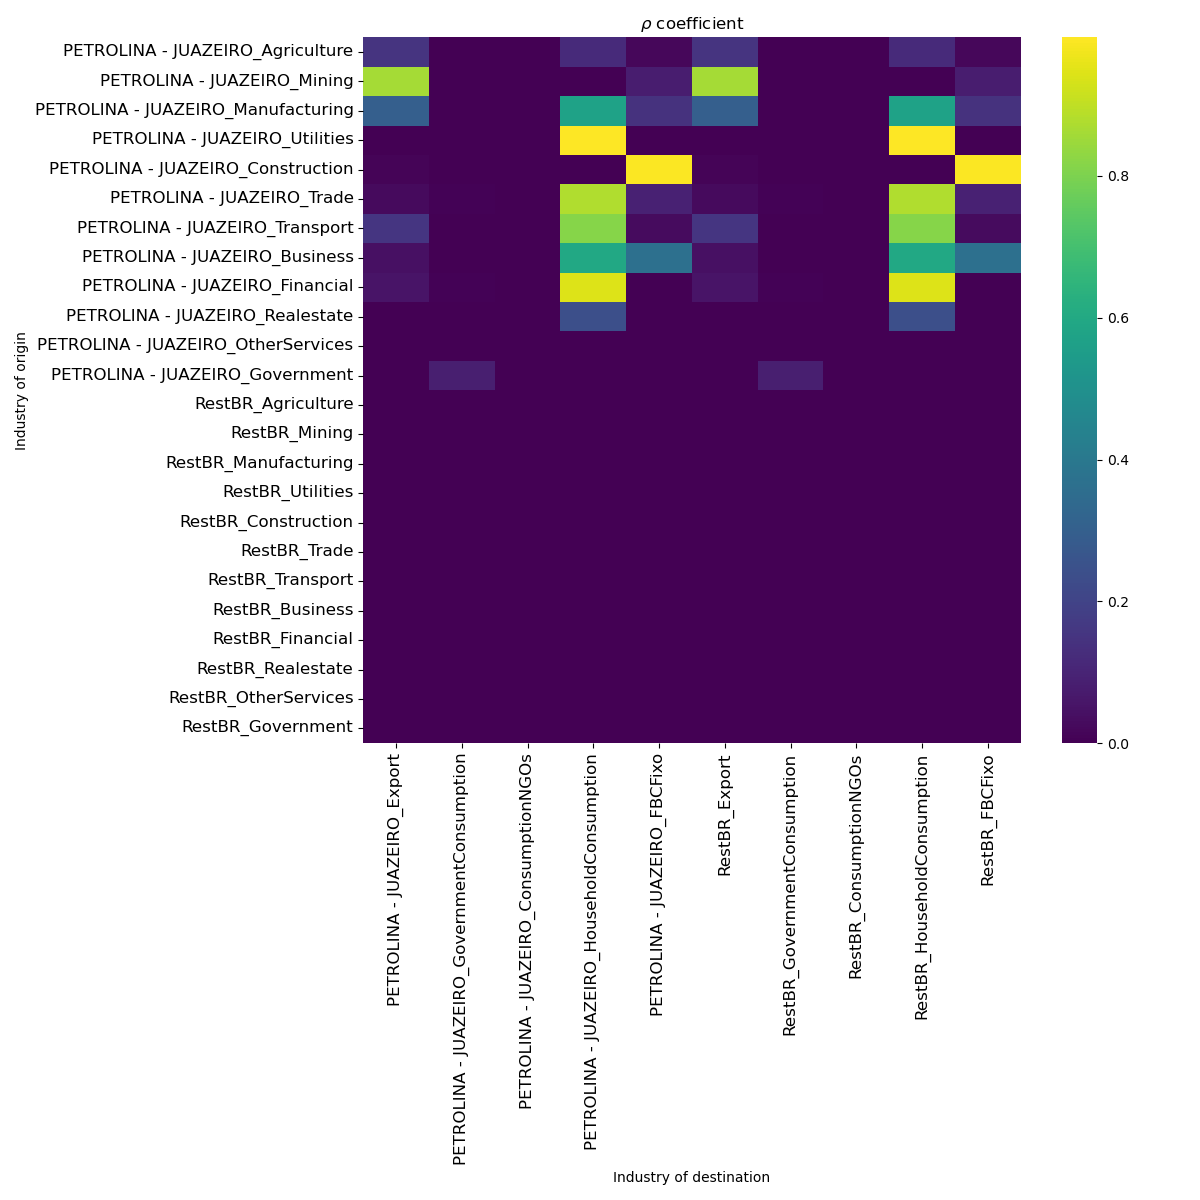 ρ coefficient
PETROLINA - JUAZEIRO_Agriculture
PETROLINA - JUAZEIRO_Mining
PETROLINA - JUAZEIRO_Manufacturing
PETROLINA - JUAZEIRO_Utilities
PETROLINA - JUAZEIRO_Construction
PETROLINA - JUAZEIRO_Trade
PETROLINA - JUAZEIRO_Transport
PETROLINA - JUAZEIRO_Business
PETROLINA - JUAZEIRO_Financial
PETROLINA - JUAZEIRO_Realestate
PETROLINA - JUAZEIRO_OtherServices
PETROLINA - JUAZEIRO_Government
RestBR_Agriculture
RestBR_Mining
RestBR_Manufacturing
RestBR_Utilities
RestBR_Construction
RestBR_Trade
RestBR_Transport
RestBR_Business
RestBR_Financial
RestBR_Realestate
RestBR_OtherServices
RestBR_Government
Industry of origin
PETROLINA - JUAZEIRO_Export
PETROLINA - JUAZEIRO_GovernmentConsumption
PETROLINA - JUAZEIRO_ConsumptionNGOs
PETROLINA - JUAZEIRO_HouseholdConsumption
PETROLINA - JUAZEIRO_FBCFixo
RestBR_Export
RestBR_GovernmentConsumption
RestBR_ConsumptionNGOs
RestBR_HouseholdConsumption
RestBR_FBCFixo
Industry of destination
0.8
0.6
0.4
0.2
0.0